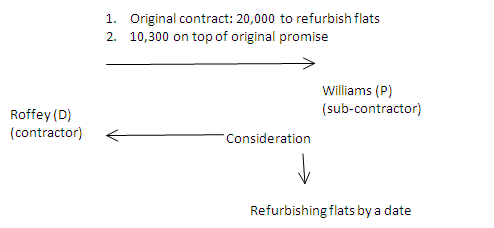 1. Original contract: 20,000 to refurbish flats
2. 10,300 on top of original promise
Williams (P)
(sub-contractor)
Roffey (D)
(contractor)
Consideration
Refurbishing flats by a date